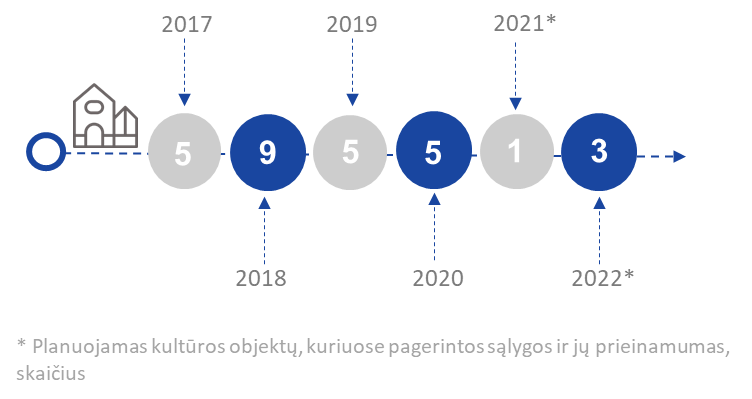 2017 2019 2021*
5 9 5 5 1 3
2018 2020 2022*
* Planuojamas kultūros objektų, kuriuose pagerintos sąlygos ir jų prieinamumas,
skaičius